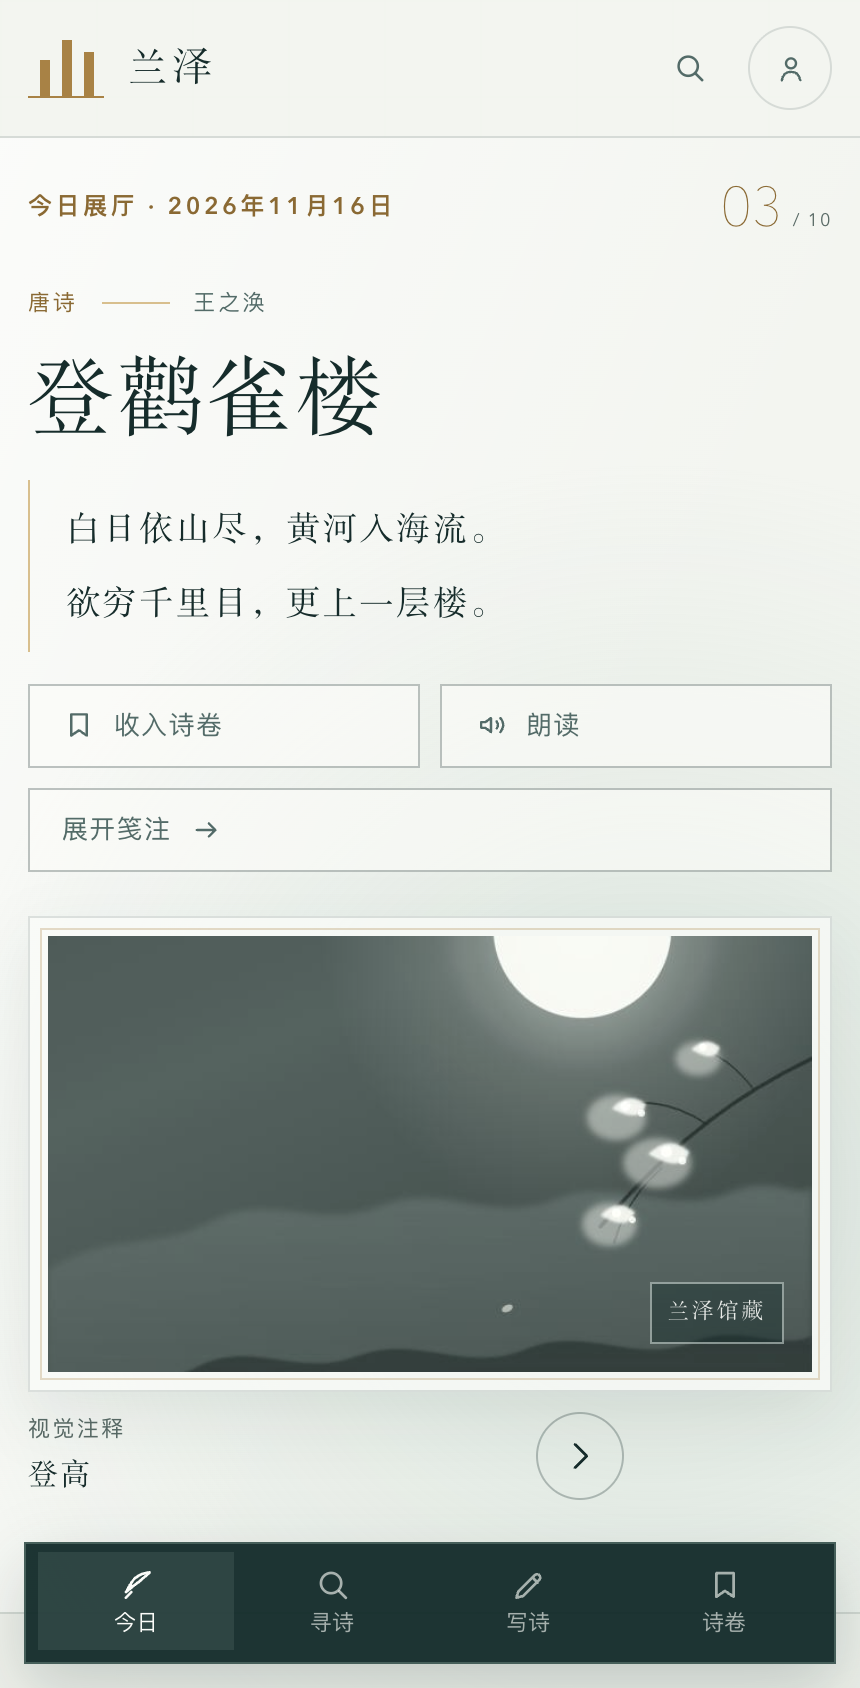 兰泽
今日展厅 · 2026年11月16日
03 / 10
唐诗 王之涣
登鹳雀楼
白日依山尽，黄河入海流。
欲穷千里目，更上一层楼。
收入诗卷
朗读
展开笺注 →
兰泽馆藏
视觉注释
登高
今日
寻诗
写诗
诗卷